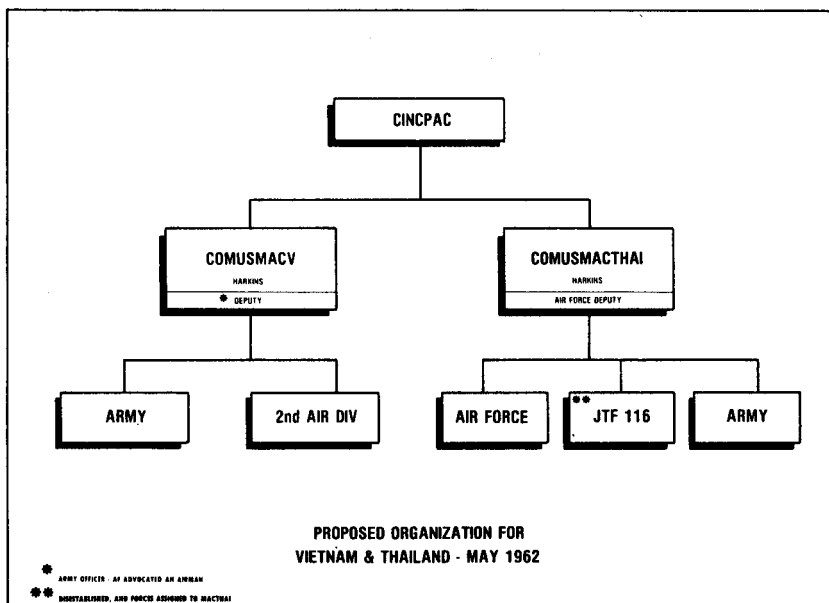 CINCPAC
COMUSMACV
HARKINS
* DEPUTY
COMUSMACTHAI
HARKINS
AIR FORCE DEPUTY
ARMY
2nd AIR DIV
AIR FORCE
** JTF 116
ARMY
PROPOSED ORGANIZATION FOR
VIETNAM & THAILAND - MAY 1962
* ARMY OFFICER - AF ADVOCATED AN AIRMAN
** DISESTABLISHED, AND FORCES ASSIGNED TO MACTHAI